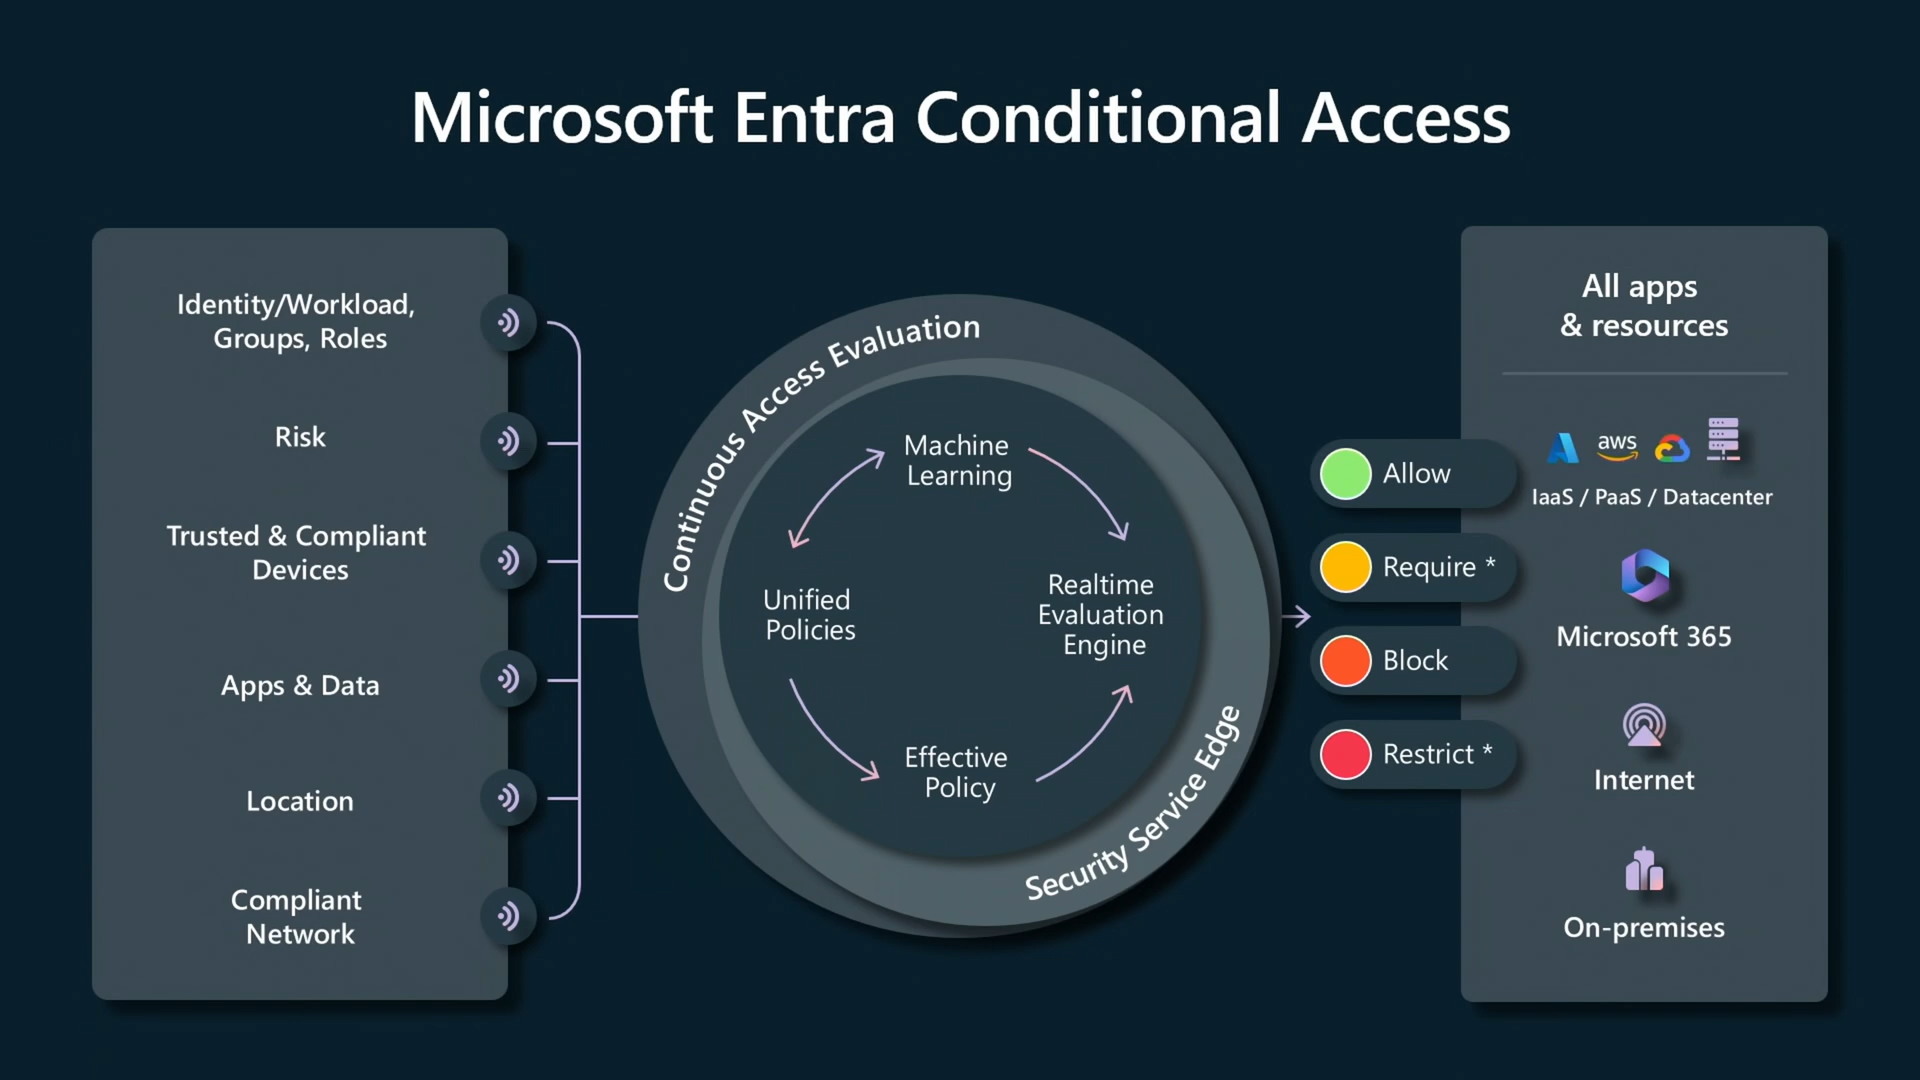 Microsoft Entra Conditional Access
Identity/Workload,
Groups, Roles
Risk
Trusted & Compliant
Devices
Apps & Data
Location
Compliant
Network
Continuous Access Evaluation
Machine
Learning
Unified
Policies
Realtime
Evaluation
Engine
Effective
Policy
Security Service Edge
Allow
Require *
Block
Restrict *
All apps
& resources
aws
IaaS / PaaS / Datacenter
Microsoft 365
Internet
On-premises